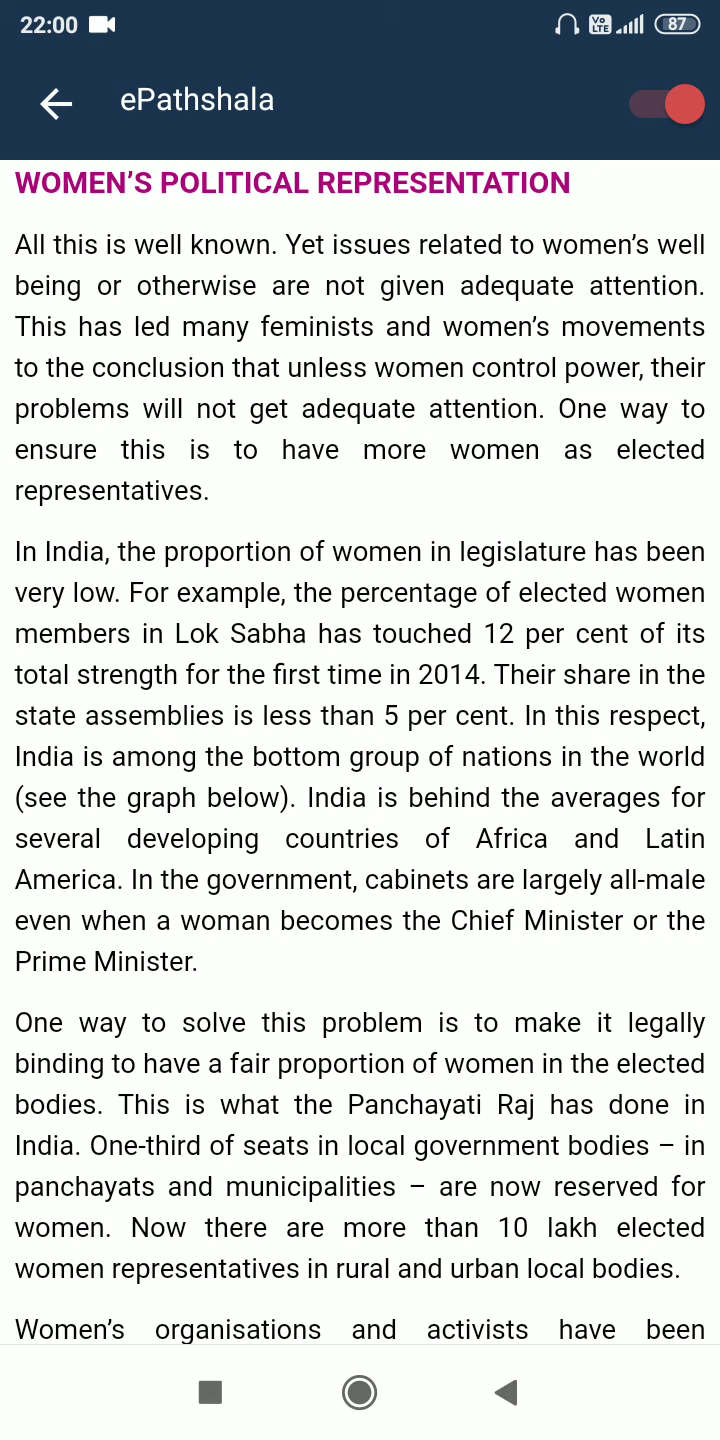 22:00
Vo LTE
87
ePathshala
WOMEN’S POLITICAL REPRESENTATION
All this is well known. Yet issues related to women’s well
being or otherwise are not given adequate attention.
This has led many feminists and women’s movements
to the conclusion that unless women control power, their
problems will not get adequate attention. One way to
ensure this is to have more women as elected
representatives.
In India, the proportion of women in legislature has been
very low. For example, the percentage of elected women
members in Lok Sabha has touched 12 per cent of its
total strength for the first time in 2014. Their share in the
state assemblies is less than 5 per cent. In this respect,
India is among the bottom group of nations in the world
(see the graph below). India is behind the averages for
several developing countries of Africa and Latin
America. In the government, cabinets are largely all-male
even when a woman becomes the Chief Minister or the
Prime Minister.
One way to solve this problem is to make it legally
binding to have a fair proportion of women in the elected
bodies. This is what the Panchayati Raj has done in
India. One-third of seats in local government bodies – in
panchayats and municipalities – are now reserved for
women. Now there are more than 10 lakh elected
women representatives in rural and urban local bodies.
Women’s organisations and activists have been